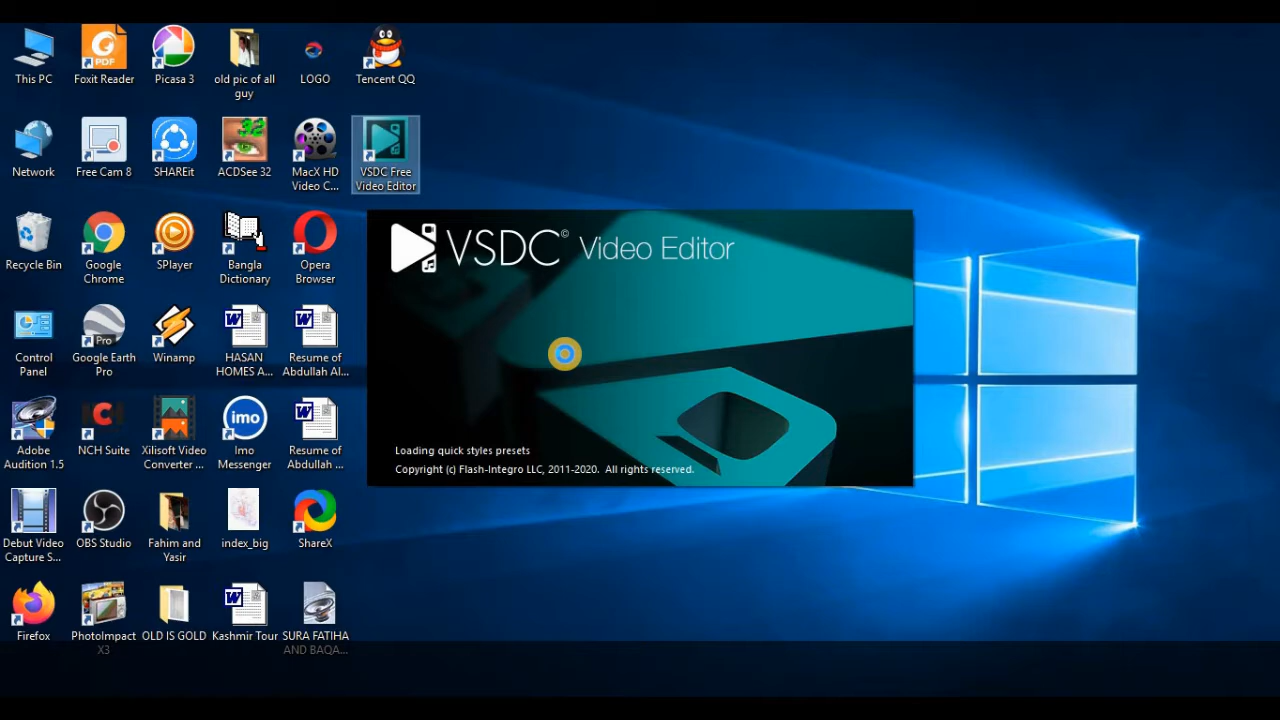 This PC
Foxit Reader
Picasa 3
old pic of all
guy
LOGO
Tencent QQ
Network
Free Cam 8
SHAREit
ACDSee 32
MacX HD
Video C...
VSDC Free
Video Editor
Recycle Bin
Google
Chrome
SPlayer
Bangla
Dictionary
Opera
Browser
VSDC© Video Editor
Control
Panel
Google Earth
Pro
Winamp
HASAN
HOMES A...
Resume of
Abdullah Al...
Adobe
Audition 1.5
NCH Suite
Xilisoft Video
Converter ...
imo
Imo
Messenger
Resume of
Abdullah ...
Loading quick styles presets
Copyright (c) Flash-Integro LLC, 2011-2020. All rights reserved.
Debut Video
Capture S...
OBS Studio
Fahim and
Yasir
index_big
ShareX
Firefox
PhotoImpact
X3
OLD IS GOLD
Kashmir Tour
SURA FATIHA
AND BAQA...